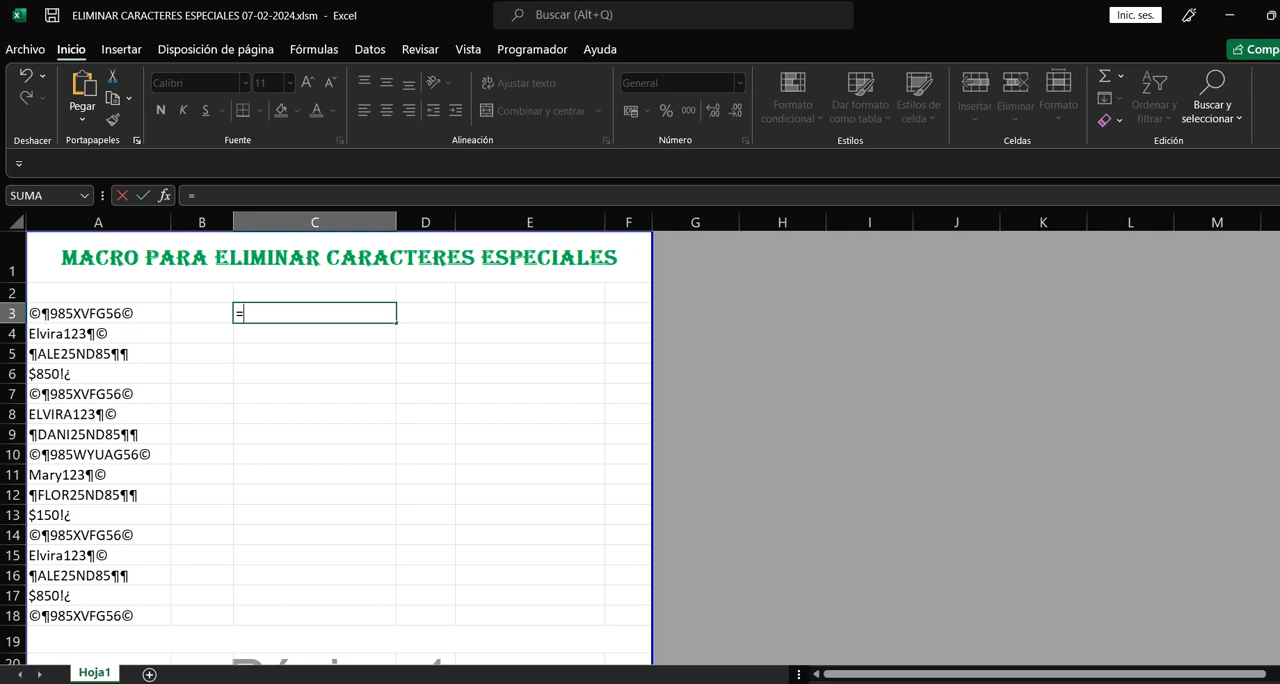 ELIMINAR CARACTERES ESPECIALES 07-02-2024.xlsm - Excel
Buscar (Alt+Q)
Inic. ses.
Archivo Inicio Insertar Disposición de página Fórmulas Datos Revisar Vista Programador Ayuda
Comp
Calibri 11
Ajustar texto
General
Pegar
N K S A
Combinar y centrar
% 000
Formato condicional
Dar formato como tabla
Estilos de celda
Insertar Eliminar Formato
Ordenar y filtrar
Buscar y seleccionar
Deshacer Portapapeles Fuente Alineación Número Estilos Celdas Edición
SUMA fx =
A B C D E F G H I J K L M
1 MACRO PARA ELIMINAR CARACTERES ESPECIALES
2
3 ©¶985XVFG56© =
4 Elvira123¶©
5 ¶ALE25ND85¶¶
6 $850!¿
7 ©¶985XVFG56©
8 ELVIRA123¶©
9 ¶DANI25ND85¶¶
10 ©¶985WYUAG56©
11 Mary123¶©
12 ¶FLOR25ND85¶¶
13 $150!¿
14 ©¶985XVFG56©
15 Elvira123¶©
16 ¶ALE25ND85¶¶
17 $850!¿
18 ©¶985XVFG56©
19
20
Hoja1